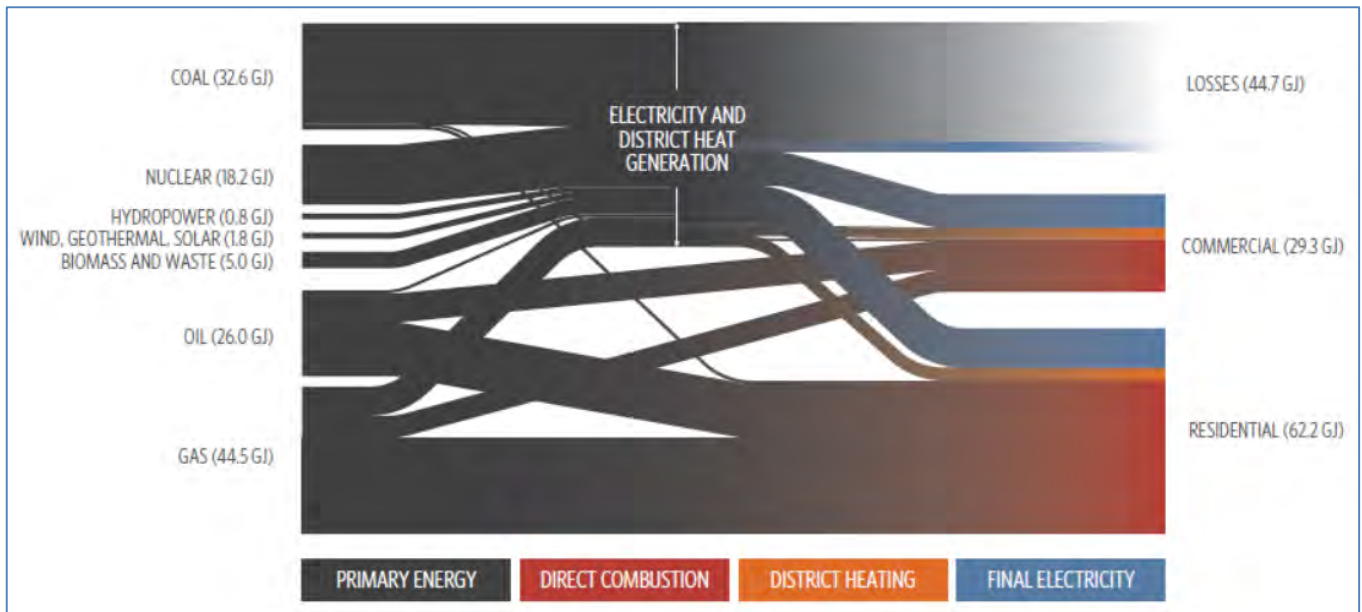 COAL (32.6 GJ)
NUCLEAR (18.2 GJ)
HYDROPOWER (0.8 GJ)
WIND, GEOTHERMAL, SOLAR (1.8 GJ)
BIOMASS AND WASTE (5.0 GJ)
OIL (26.0 GJ)
GAS (44.5 GJ)
ELECTRICITY AND
DISTRICT HEAT
GENERATION
LOSSES (44.7 GJ)
COMMERCIAL (29.3 GJ)
RESIDENTIAL (62.2 GJ)
PRIMARY ENERGY
DIRECT COMBUSTION
DISTRICT HEATING
FINAL ELECTRICITY